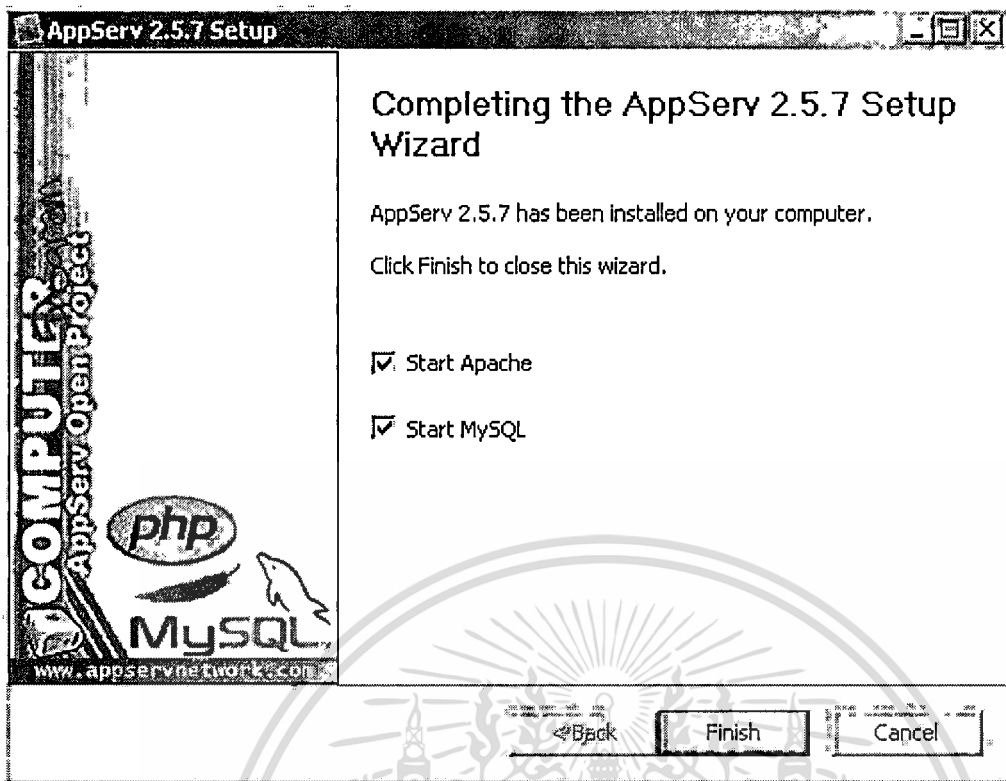 AppServ 2.5.7 Setup
Completing the AppServ 2.5.7 Setup
Wizard
AppServ 2.5.7 has been installed on your computer.
Click Finish to close this wizard.
Start Apache
Start MySQL
COMPUTER
AppServ Open Project
php
MySQL
www.appservnetwork.com
<Back
Finish
Cancel